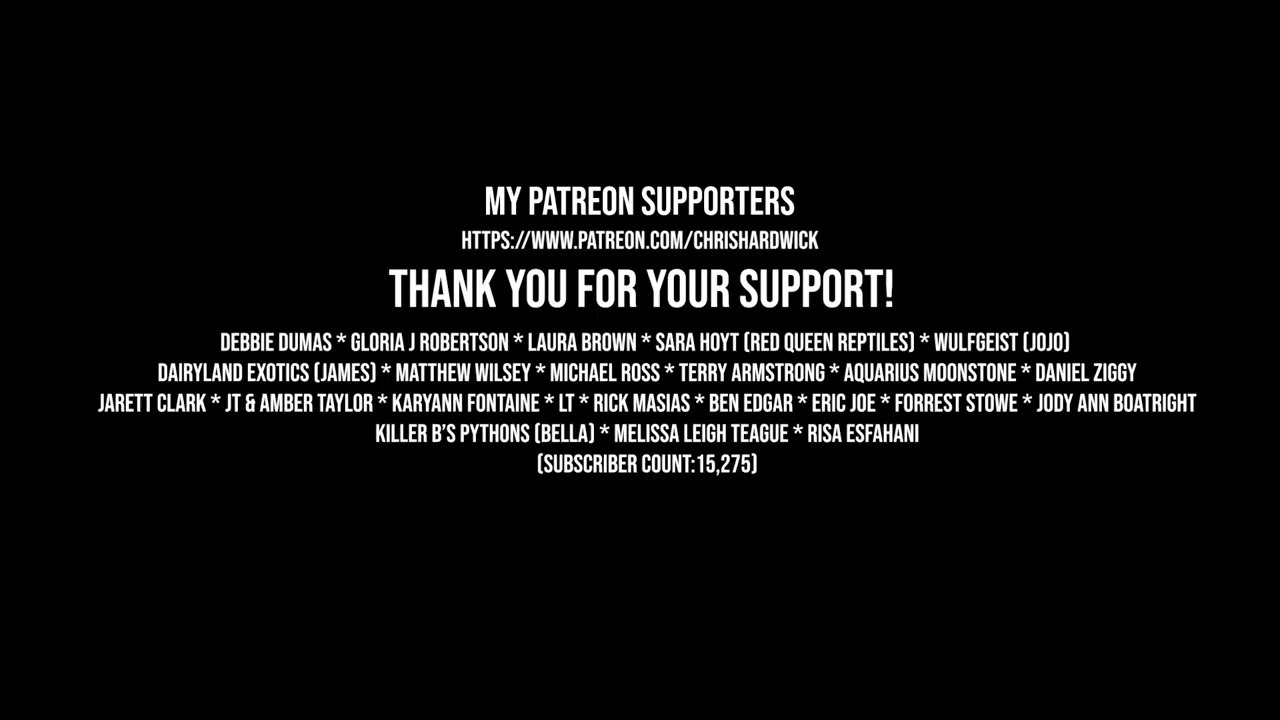 MY PATREON SUPPORTERS
HTTPS://WWW.PATREON.COM/CHRISHARDWICK
THANK YOU FOR YOUR SUPPORT!
DEBBIE DUMAS * GLORIA J ROBERTSON * LAURA BROWN * SARA HOYT (RED QUEEN REPTILES) * WULFGEIST (JOJO)
DAIRYLAND EXOTICS (JAMES) * MATTHEW WILSEY * MICHAEL ROSS * TERRY ARMSTRONG * AQUARIUS MOONSTONE * DANIEL ZIGGY
JARETT CLARK * JT & AMBER TAYLOR * KARYANN FONTAINE * LT * RICK MASIAS * BEN EDGAR * ERIC JOE * FORREST STOWE * JODY ANN BOATRIGHT
KILLER B'S PYTHONS (BELLA) * MELISSA LEIGH TEAGUE * RISA ESFAHANI
(SUBSCRIBER COUNT:15,275)